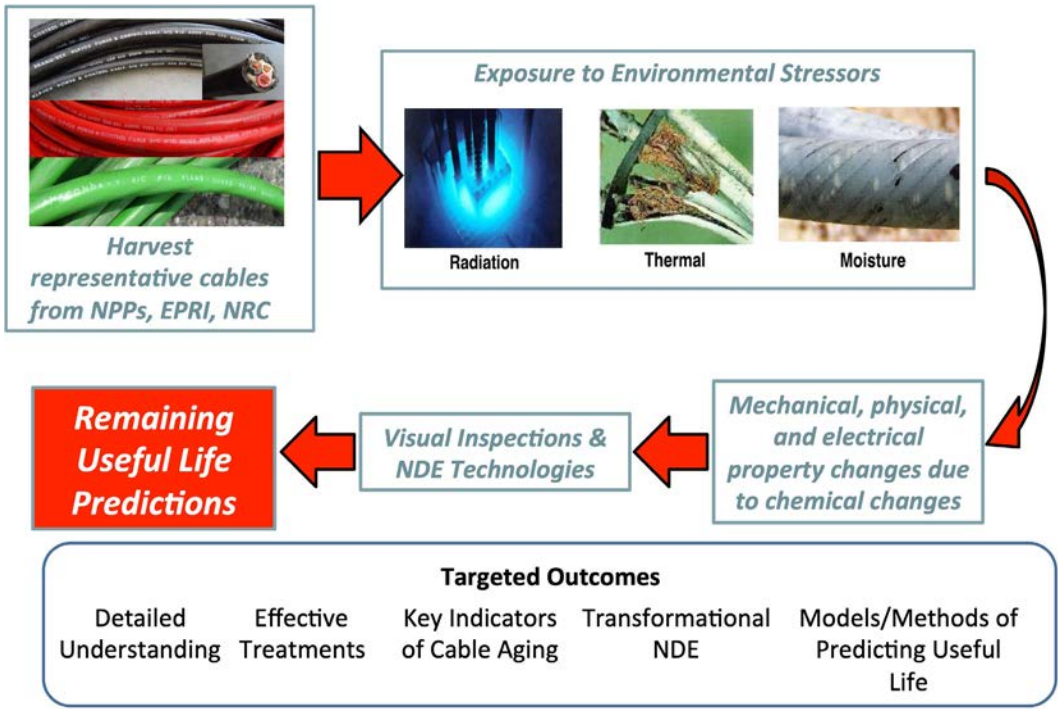 Harvest
representative cables
from NPPs, EPRI, NRC
Exposure to Environmental Stressors
Radiation
Thermal
Moisture
Mechanical, physical,
and electrical
property changes due
to chemical changes
Visual Inspections &
NDE Technologies
Remaining
Useful Life
Predictions
Targeted Outcomes
Detailed
Understanding
Effective
Treatments
Key Indicators
of Cable Aging
Transformational
NDE
Models/Methods of
Predicting Useful
Life